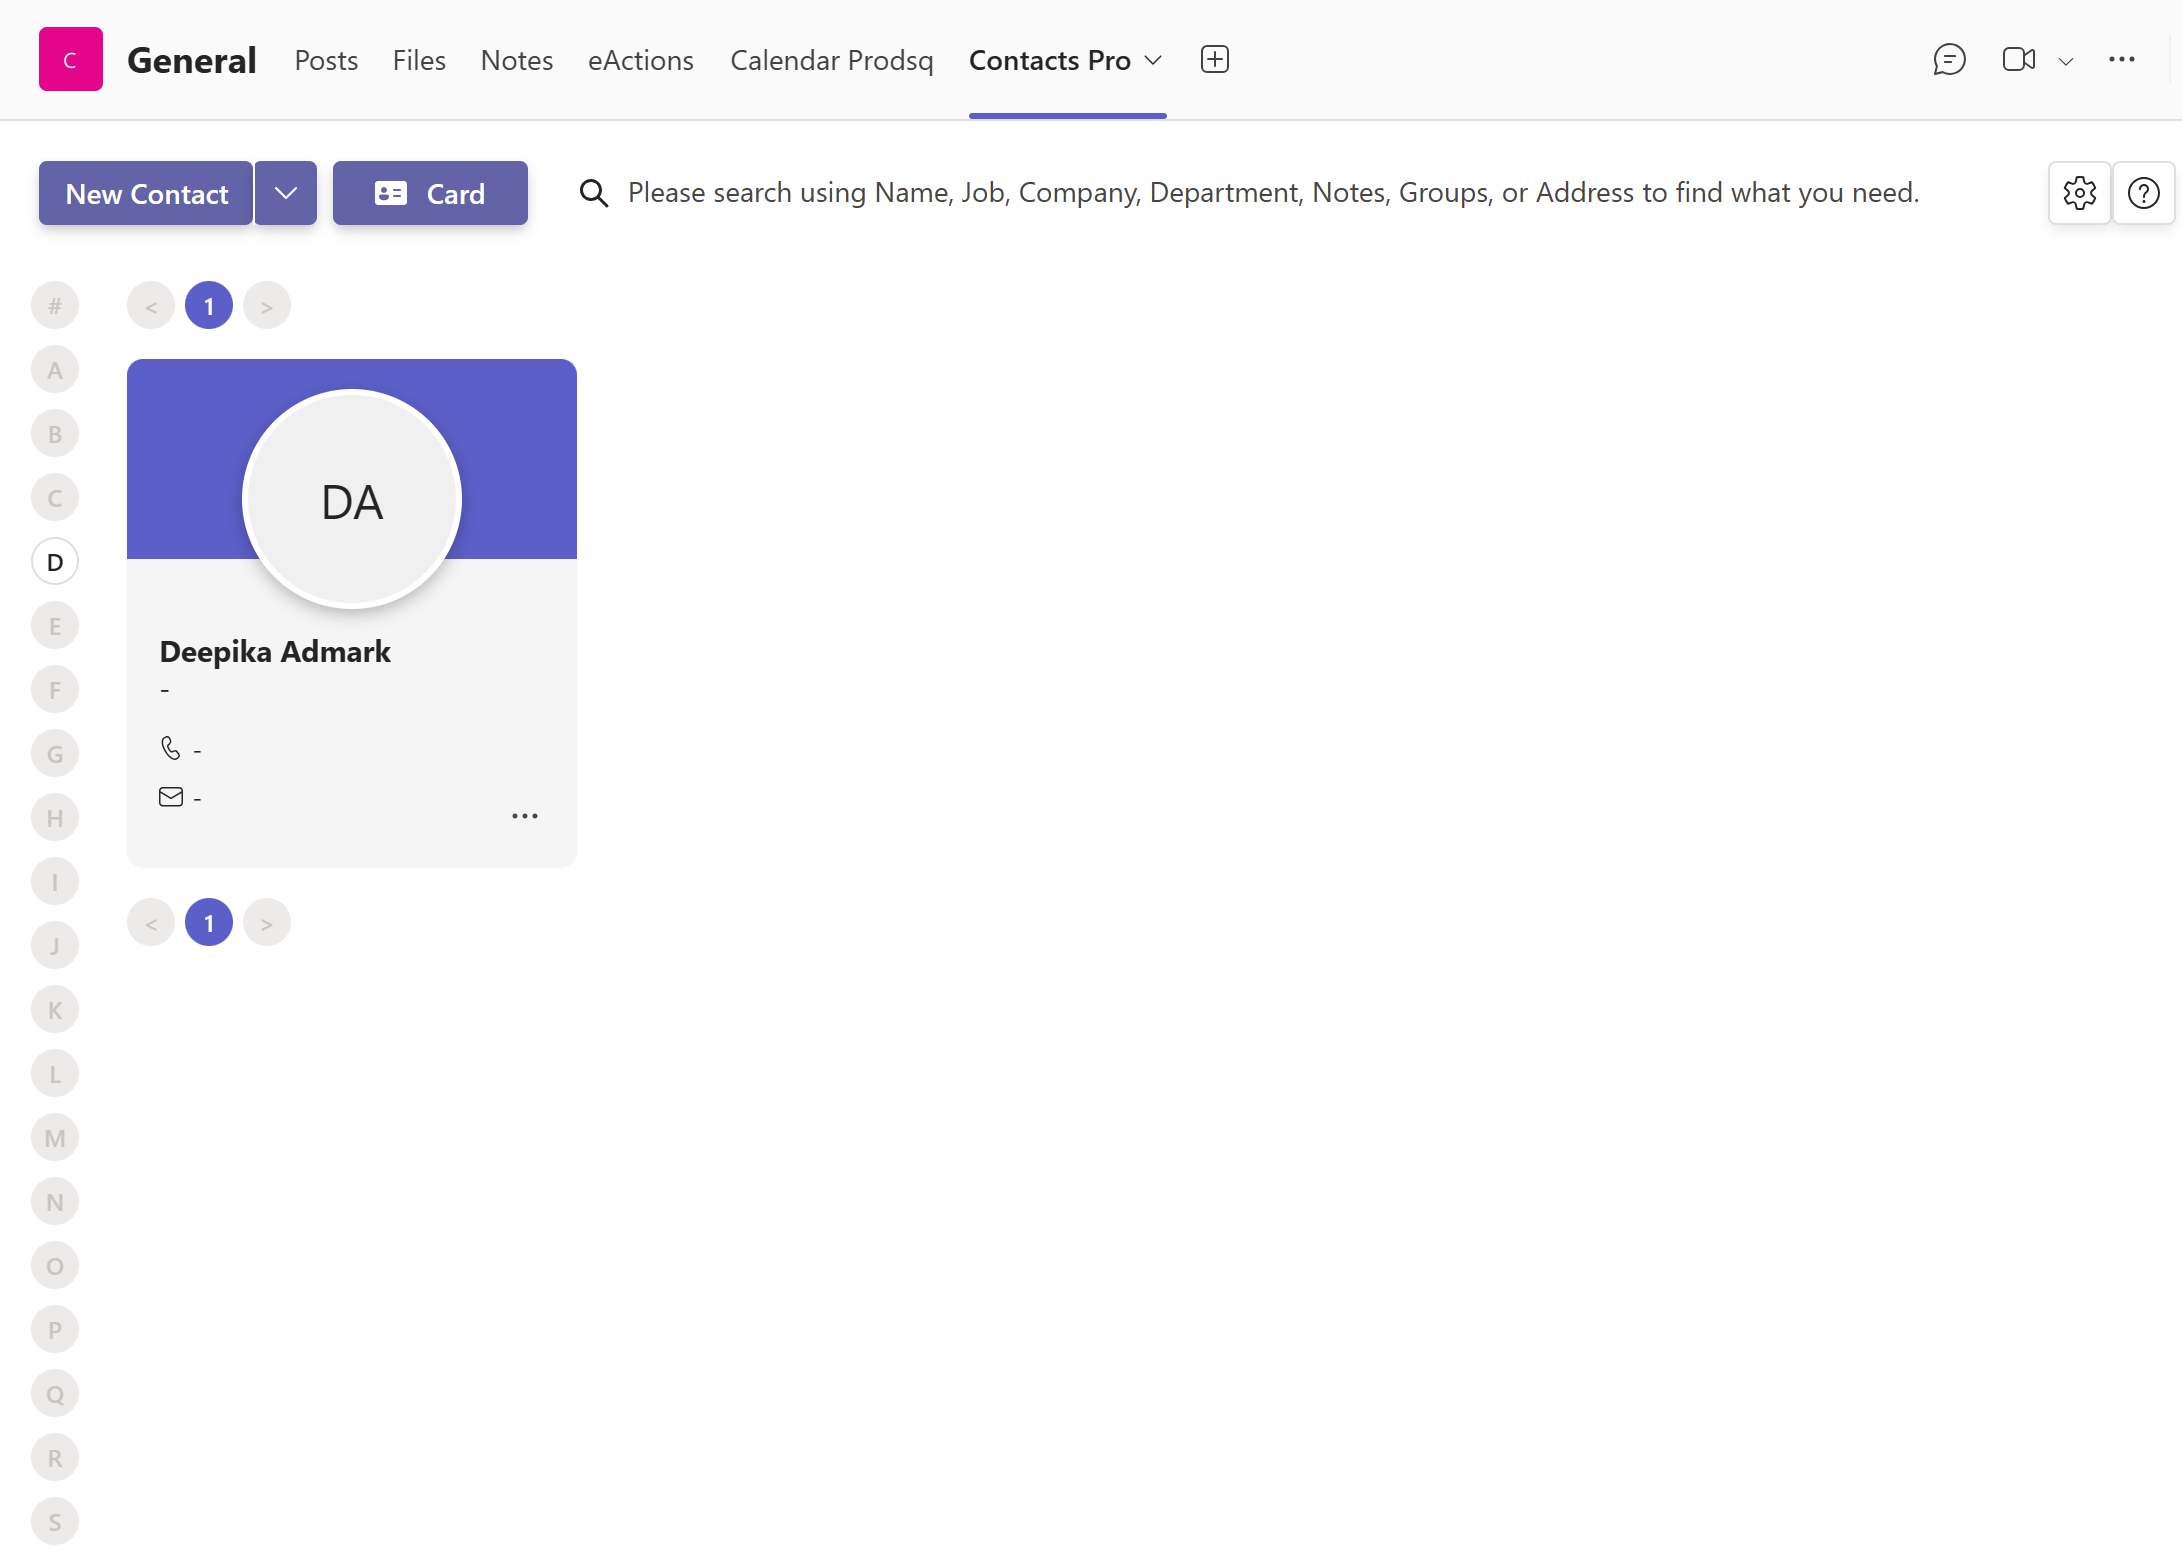 C
General
Posts
Files
Notes
eActions
Calendar Prodsq
Contacts Pro
New Contact
Card
Please search using Name, Job, Company, Department, Notes, Groups, or Address to find what you need.
#
A
B
C
D
E
F
G
H
I
J
K
L
M
N
O
P
Q
R
S
< 1 >
DA
Deepika Admark
-
-
-
< 1 >